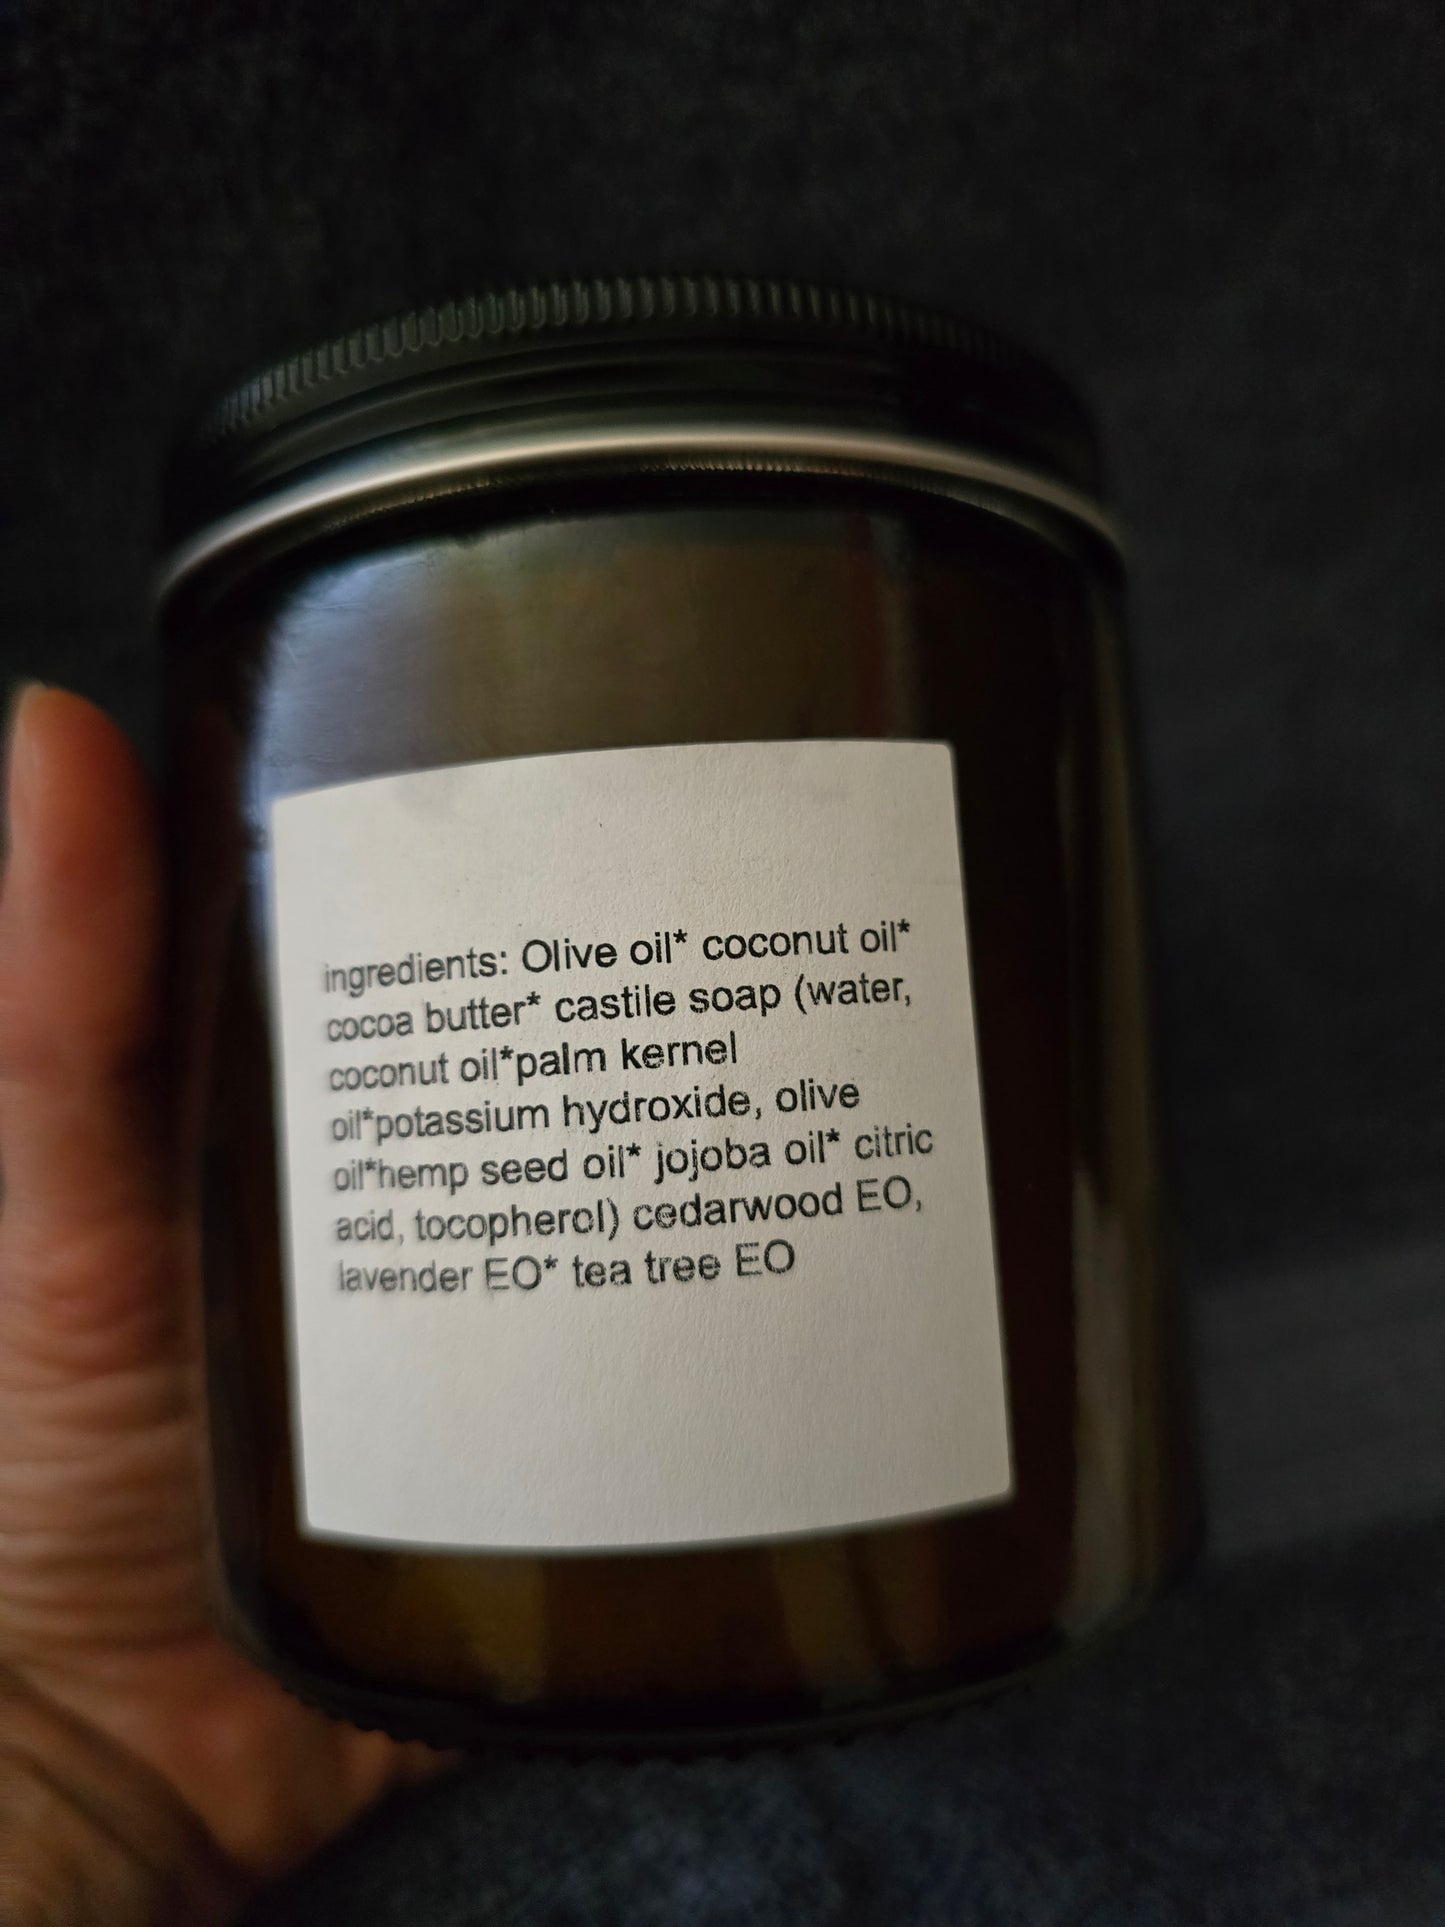 ingredients: Olive oil* coconut oil*
cocoa butter* castile soap (water,
coconut oil*palm kernel
oil*potassium hydroxide, olive
oil*hemp seed oil* jojoba oil* citric
acid, tocopherol) cedarwood EO,
lavender EO* tea tree EO